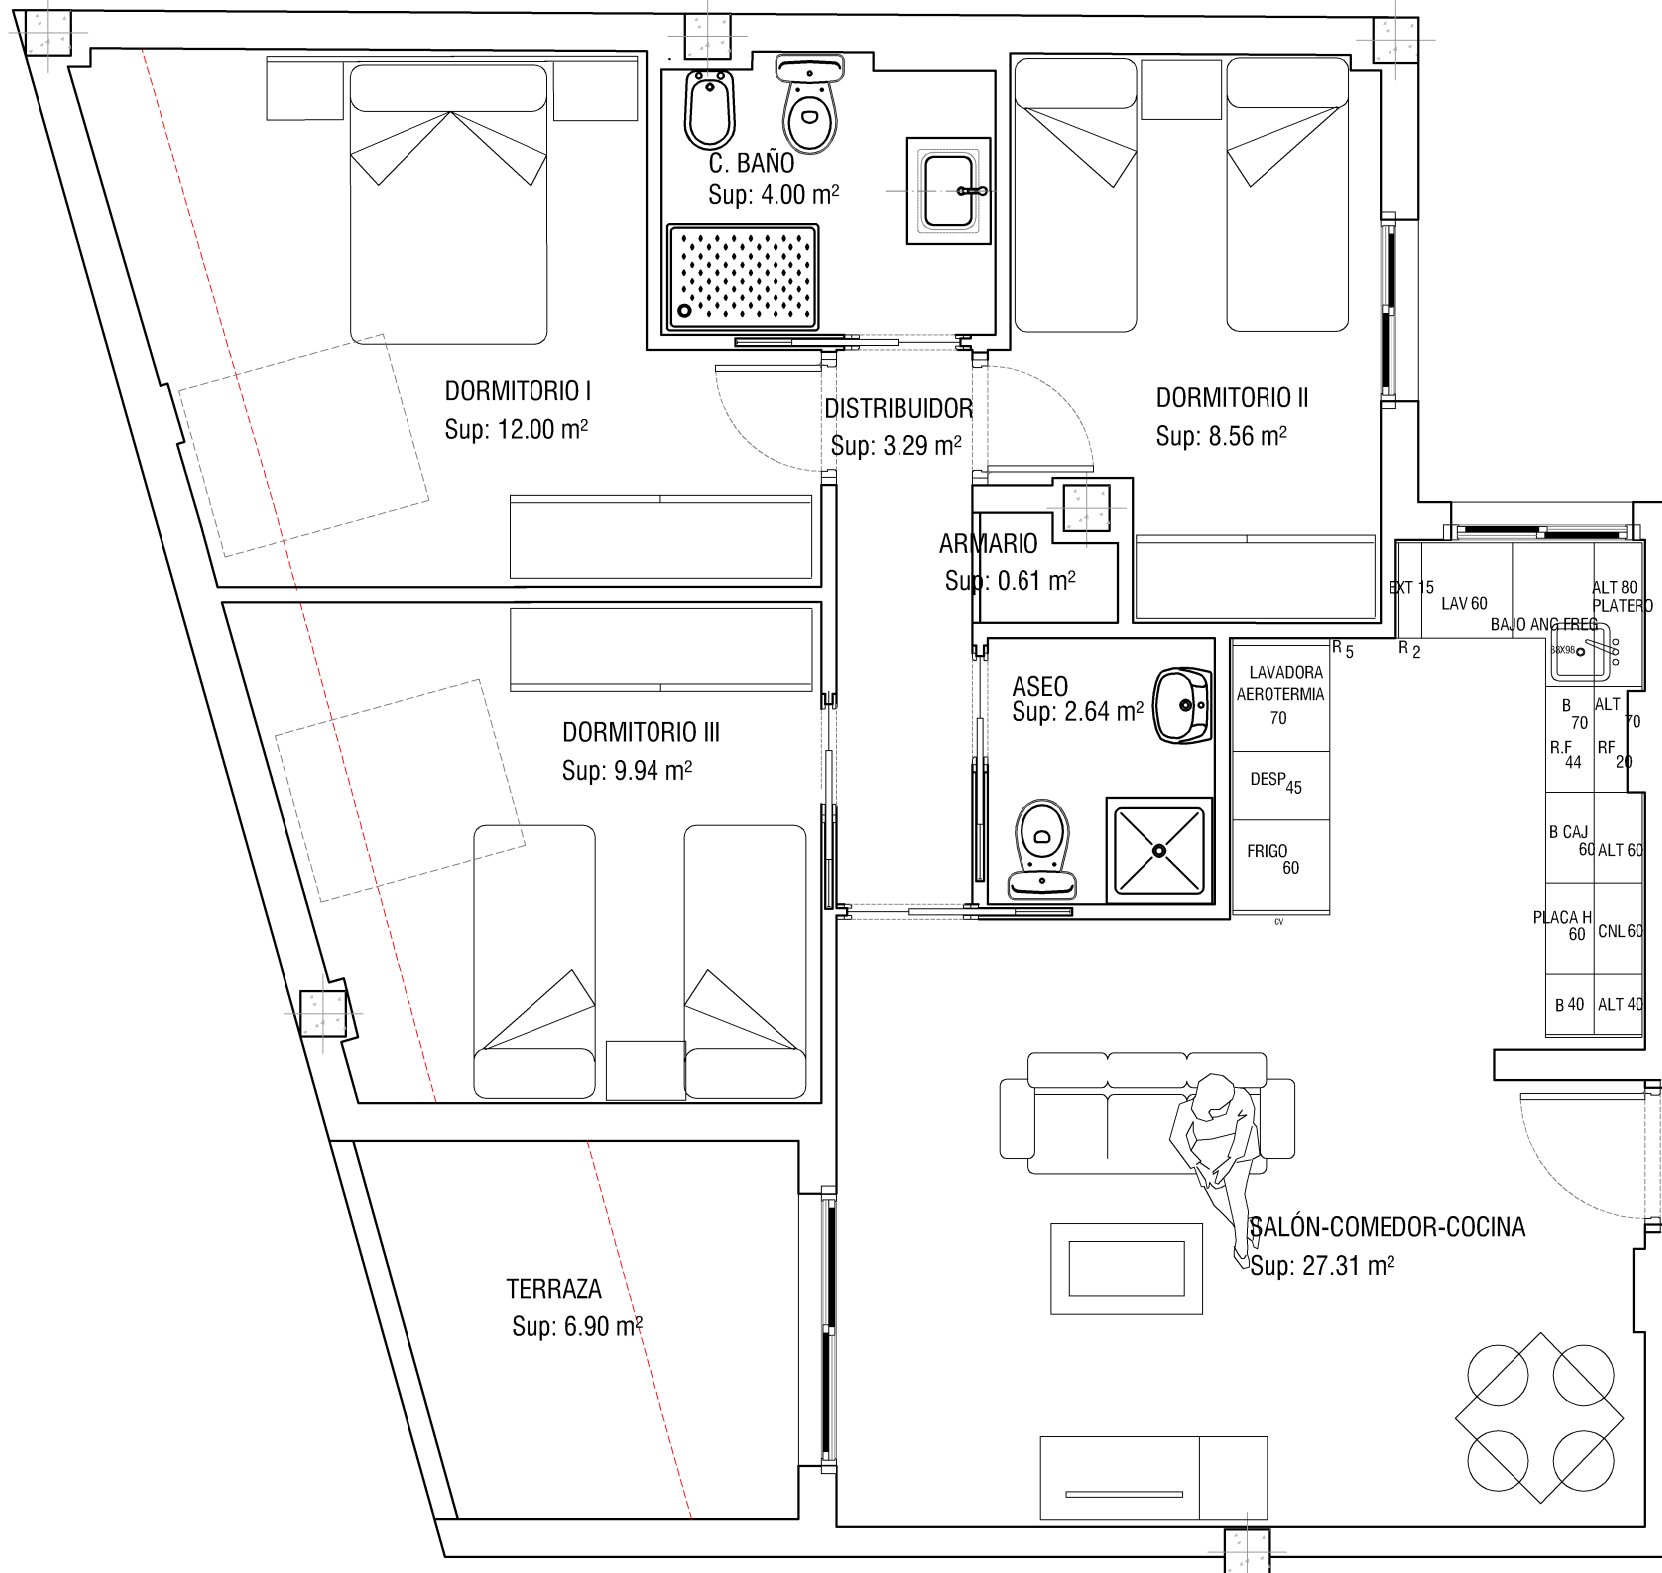 C. BAÑO
Sup: 4.00 m²
DORMITORIO I
Sup: 12.00 m²
DISTRIBUIDOR
Sup: 3.29 m²
DORMITORIO II
Sup: 8.56 m²
ARMARIO
Sup: 0.61 m²
EXT 15
LAV 60
ALT 80
PLATERO
BAJO ANG FREG
88X98
R 5
R 2
LAVADORA
AEROTERMIA
70
ASEO
Sup: 2.64 m²
B
70
ALT
70
R.F
44
RF
20
DORMITORIO III
Sup: 9.94 m²
DESP 45
B CAJ
60
ALT 60
FRIGO
60
CV
PLACA H
60
CNL 60
B 40
ALT 40
SALÓN-COMEDOR-COCINA
Sup: 27.31 m²
TERRAZA
Sup: 6.90 m²